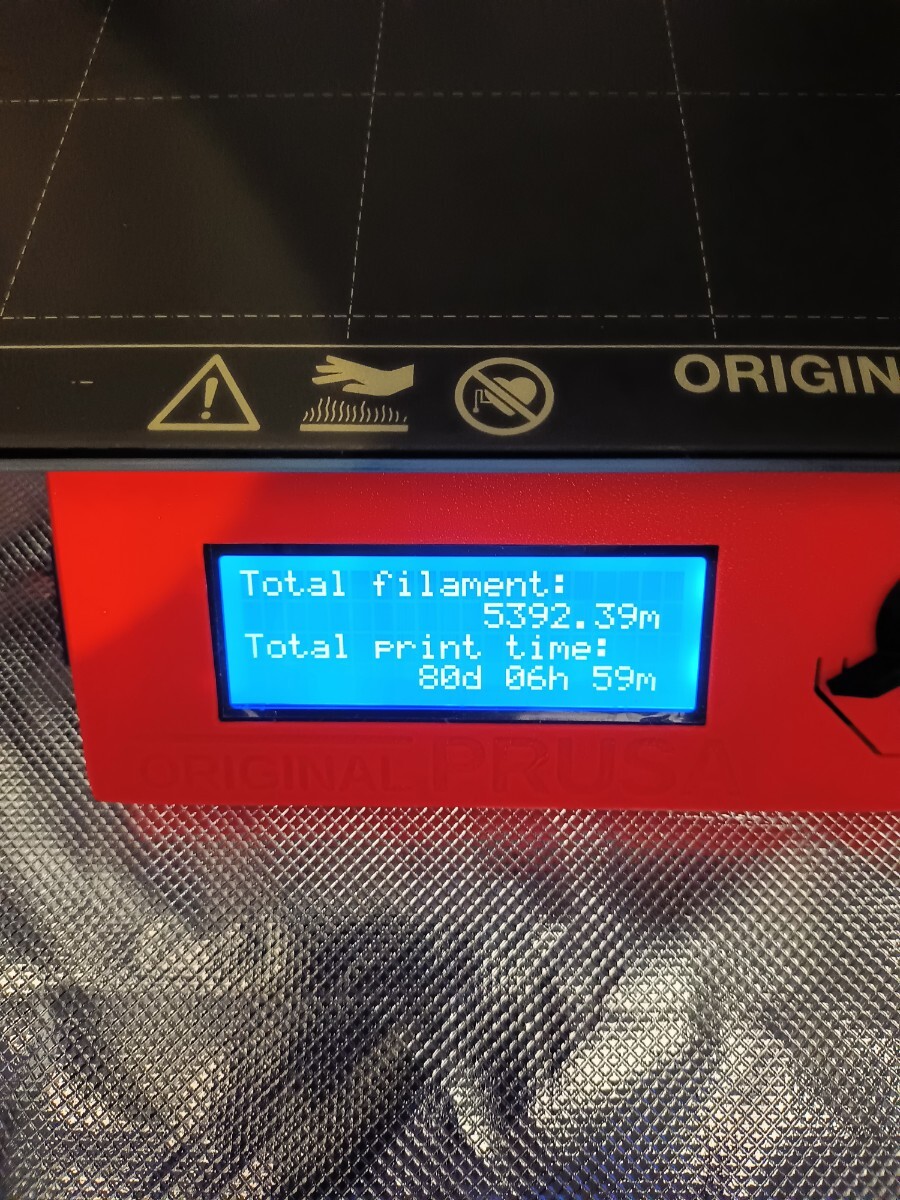 ORIGIN
Total filament:
5392.39m
Total print time:
80d 06h 59m
ORIGINAL PRUSA